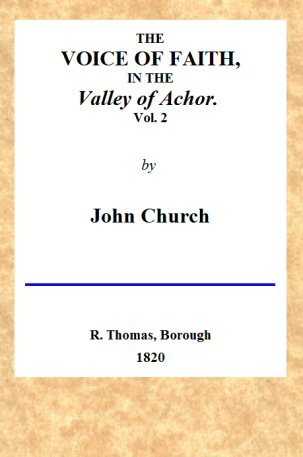 THE
VOICE OF FAITH,
IN THE
Valley of Achor.
Vol. 2
by
John Church
R. Thomas, Borough
1820